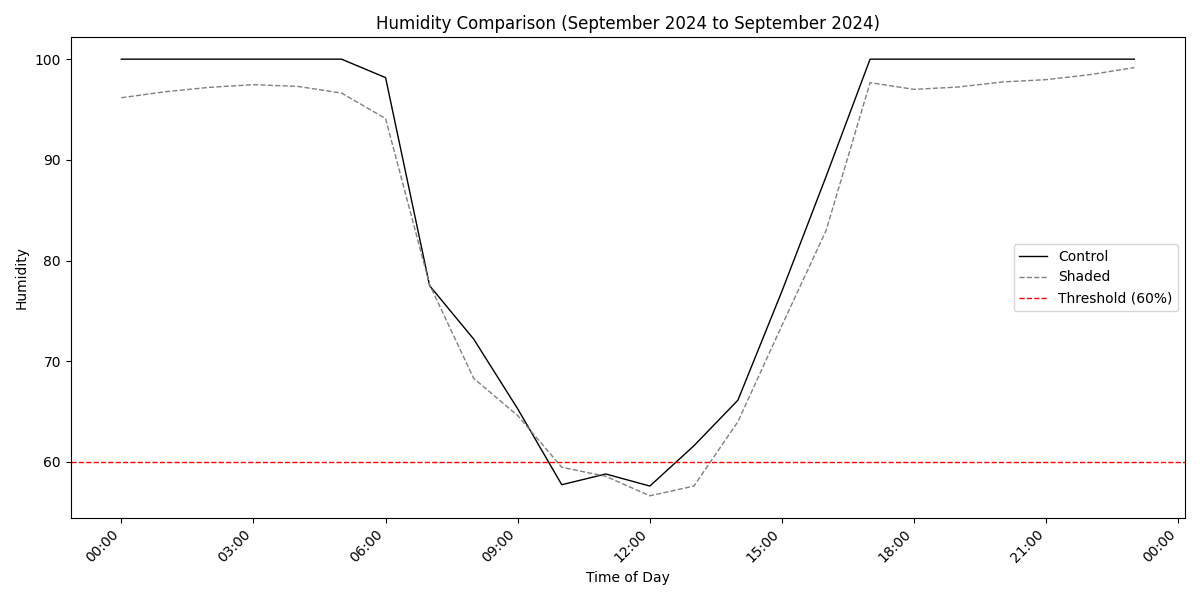 Humidity Comparison (September 2024 to September 2024)
Humidity
100
90
80
70
60
Control
Shaded
Threshold (60%)
00:00
03:00
06:00
09:00
12:00
15:00
18:00
21:00
00:00
Time of Day